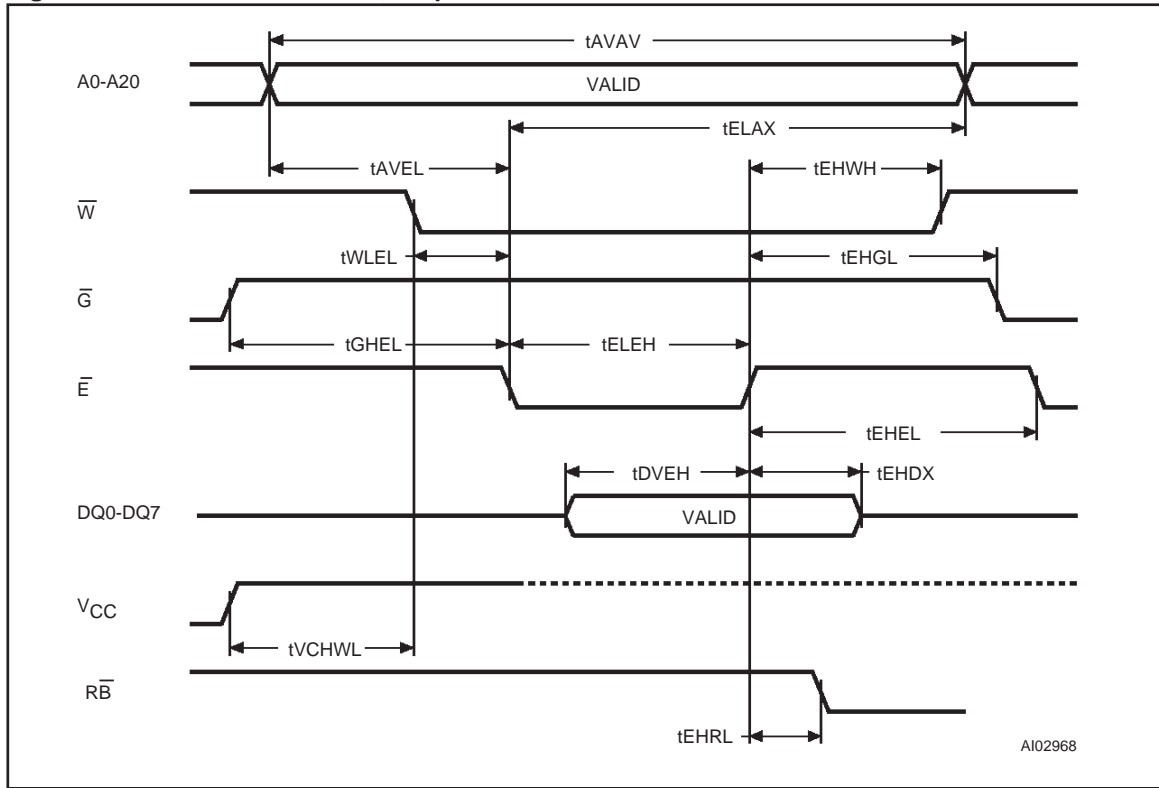 tAVAV
A0-A20
VALID
tELAX
tAVEL
tEHWH
W̅
tWLEL
tEHGL
G̅
tGHEL
tELEH
E̅
tEHEL
tDVEH
tEHDX
DQ0-DQ7
VALID
VCC
tVCHWL
RB̅
tEHRL
AI02968